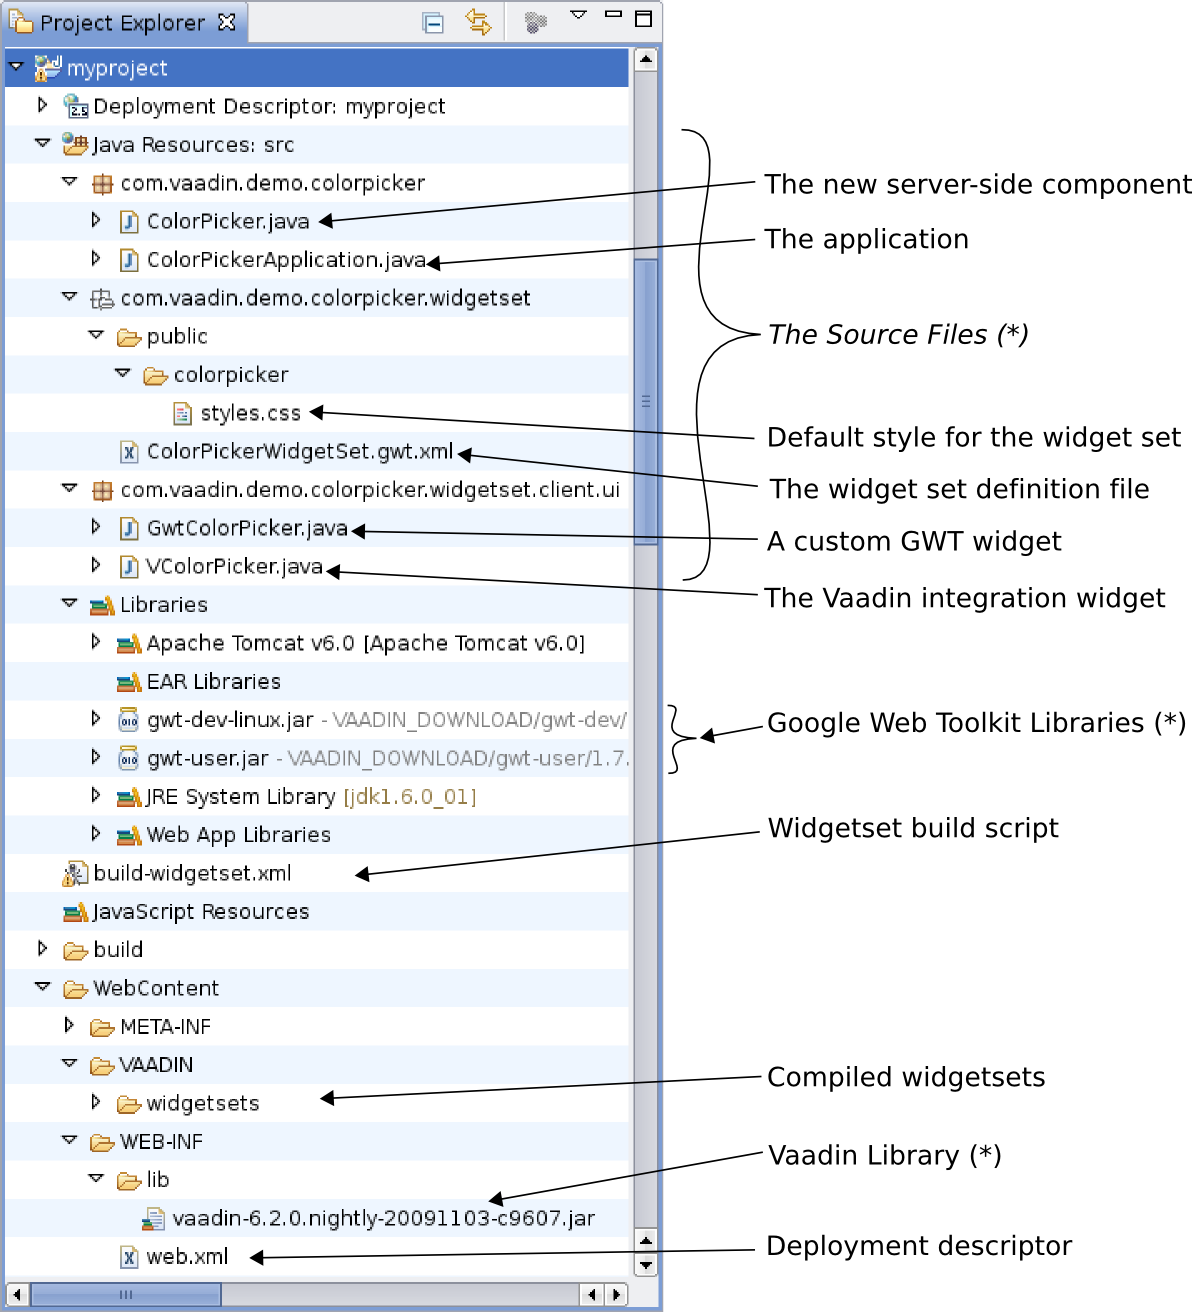 Project Explorer
myproject
Deployment Descriptor: myproject
Java Resources: src
com.vaadin.demo.colorpicker
The new server-side component
ColorPicker.java
The application
ColorPickerApplication.java
com.vaadin.demo.colorpicker.widgetset
public
The Source Files (*)
colorpicker
styles.css
Default style for the widget set
ColorPickerWidgetSet.gwt.xml
com.vaadin.demo.colorpicker.widgetset.client.ui
The widget set definition file
GwtColorPicker.java
A custom GWT widget
VColorPicker.java
The Vaadin integration widget
Libraries
Apache Tomcat v6.0 [Apache Tomcat v6.0]
EAR Libraries
gwt-dev-linux.jar - VAADIN_DOWNLOAD/gwt-dev/
Google Web Toolkit Libraries (*)
gwt-user.jar - VAADIN_DOWNLOAD/gwt-user/1.7.
JRE System Library [jdk1.6.0_01]
Web App Libraries
Widgetset build script
build-widgetset.xml
JavaScript Resources
build
WebContent
META-INF
VAADIN
Compiled widgetsets
widgetsets
WEB-INF
Vaadin Library (*)
lib
vaadin-6.2.0.nightly-20091103-c9607.jar
Deployment descriptor
web.xml